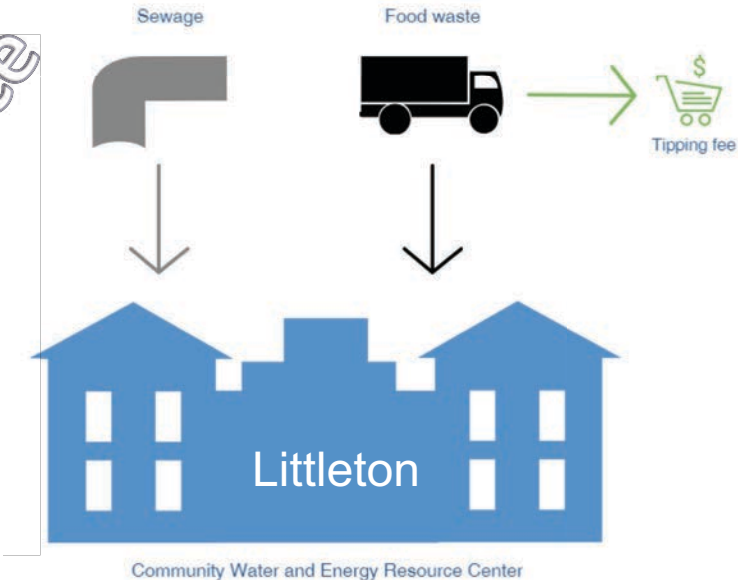 Sewage
Food waste
$
Tipping fee
Littleton
Community Water and Energy Resource Center